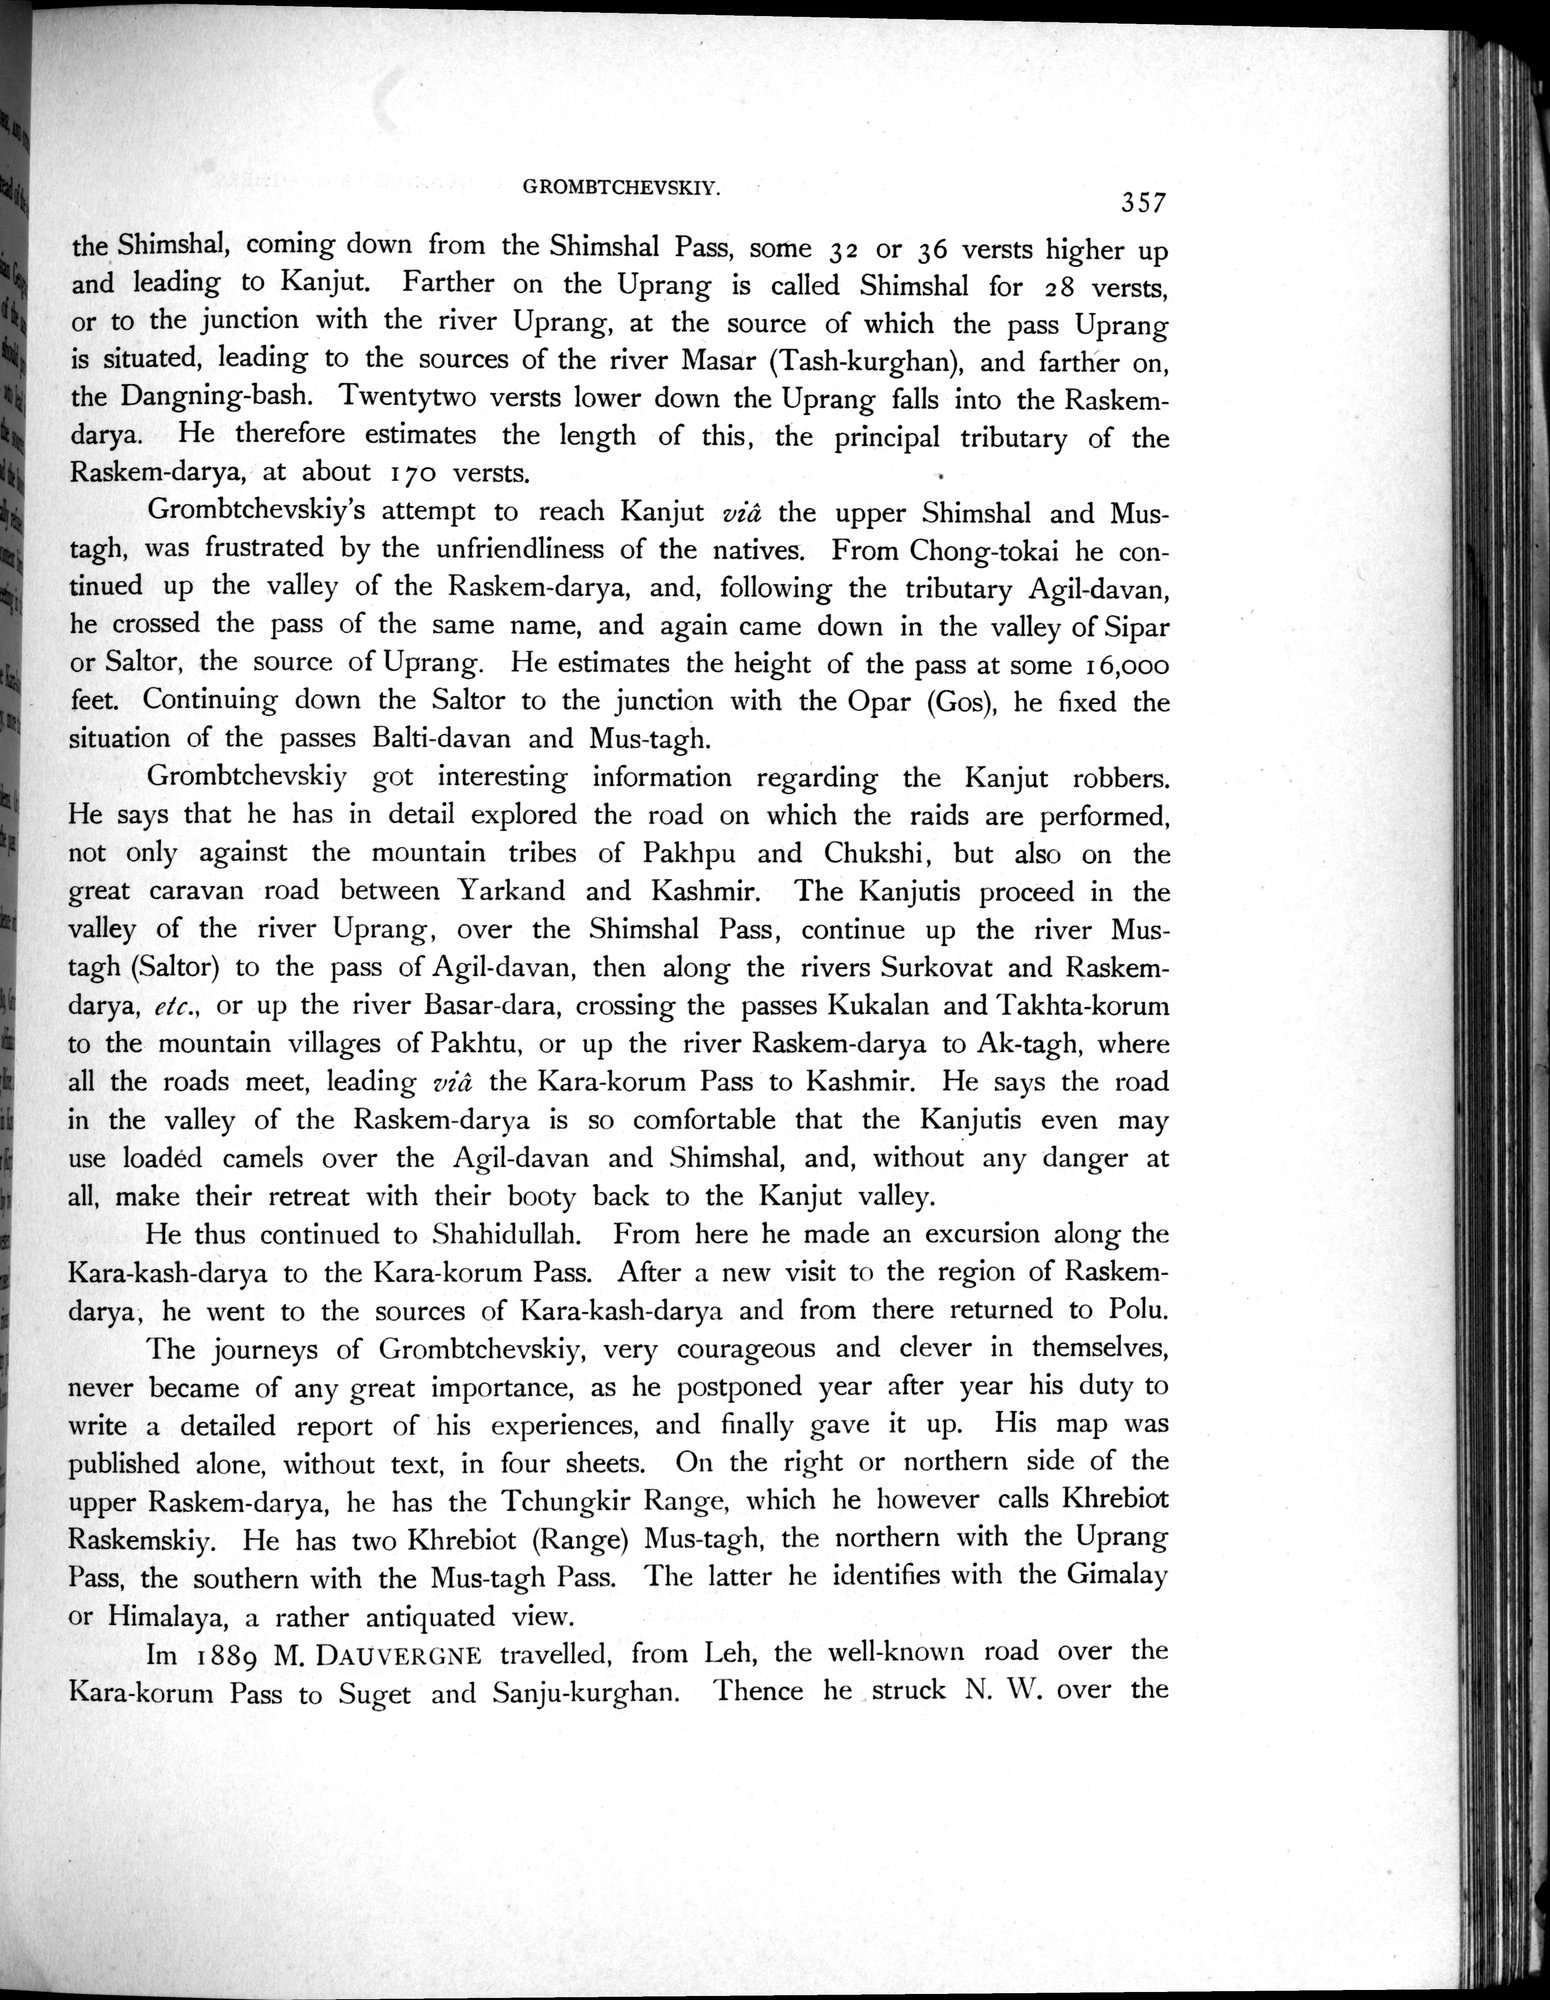 GROMBTCHEVSKIY.
357
the Shimshal, coming down from the Shimshal Pass, some 32 or 36 versts higher up
and leading to Kanjut. Farther on the Uprang is called Shimshal for 28 versts,
or to the junction with the river Uprang, at the source of which the pass Uprang
is situated, leading to the sources of the river Masar (Tash-kurghan), and farther on,
the Dangning-bash. Twentytwo versts lower down the Uprang falls into the Raskem-
darya. He therefore estimates the length of this, the principal tributary of the
Raskem-darya, at about 170 versts.
Grombtchevskiy's attempt to reach Kanjut viâ the upper Shimshal and Mus-
tagh, was frustrated by the unfriendliness of the natives. From Chong-tokai he con-
tinued up the valley of the Raskem-darya, and, following the tributary Agil-davan,
he crossed the pass of the same name, and again came down in the valley of Sipar
or Saltor, the source of Uprang. He estimates the height of the pass at some 16,000
feet. Continuing down the Saltor to the junction with the Opar (Gos), he fixed the
situation of the passes Balti-davan and Mus-tagh.
Grombtchevskiy got interesting information regarding the Kanjut robbers.
He says that he has in detail explored the road on which the raids are performed,
not only against the mountain tribes of Pakhpu and Chukshi, but also on the
great caravan road between Yarkand and Kashmir. The Kanjutis proceed in the
valley of the river Uprang, over the Shimshal Pass, continue up the river Mus-
tagh (Saltor) to the pass of Agil-davan, then along the rivers Surkovat and Raskem-
darya, etc., or up the river Basar-dara, crossing the passes Kukalan and Takhta-korum
to the mountain villages of Pakhtu, or up the river Raskem-darya to Ak-tagh, where
all the roads meet, leading viâ the Kara-korum Pass to Kashmir. He says the road
in the valley of the Raskem-darya is so comfortable that the Kanjutis even may
use loaded camels over the Agil-davan and Shimshal, and, without any danger at
all, make their retreat with their booty back to the Kanjut valley.
He thus continued to Shahidullah. From here he made an excursion along the
Kara-kash-darya to the Kara-korum Pass. After a new visit to the region of Raskem-
darya, he went to the sources of Kara-kash-darya and from there returned to Polu.
The journeys of Grombtchevskiy, very courageous and clever in themselves,
never became of any great importance, as he postponed year after year his duty to
write a detailed report of his experiences, and finally gave it up. His map was
published alone, without text, in four sheets. On the right or northern side of the
upper Raskem-darya, he has the Tchungkir Range, which he however calls Khrebiot
Raskemskiy. He has two Khrebiot (Range) Mus-tagh, the northern with the Uprang
Pass, the southern with the Mus-tagh Pass. The latter he identifies with the Gimalay
or Himalaya, a rather antiquated view.
Im 1889 M. DAUVERGNE travelled, from Leh, the well-known road over the
Kara-korum Pass to Suget and Sanju-kurghan. Thence he struck N. W. over the